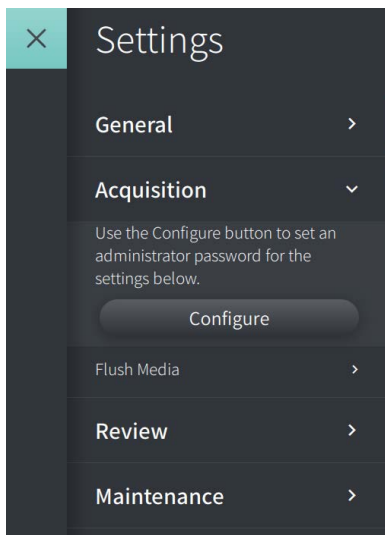 Settings
General
Acquisition
Use the Configure button to set an
administrator password for the
settings below.
Configure
Flush Media
Review
Maintenance